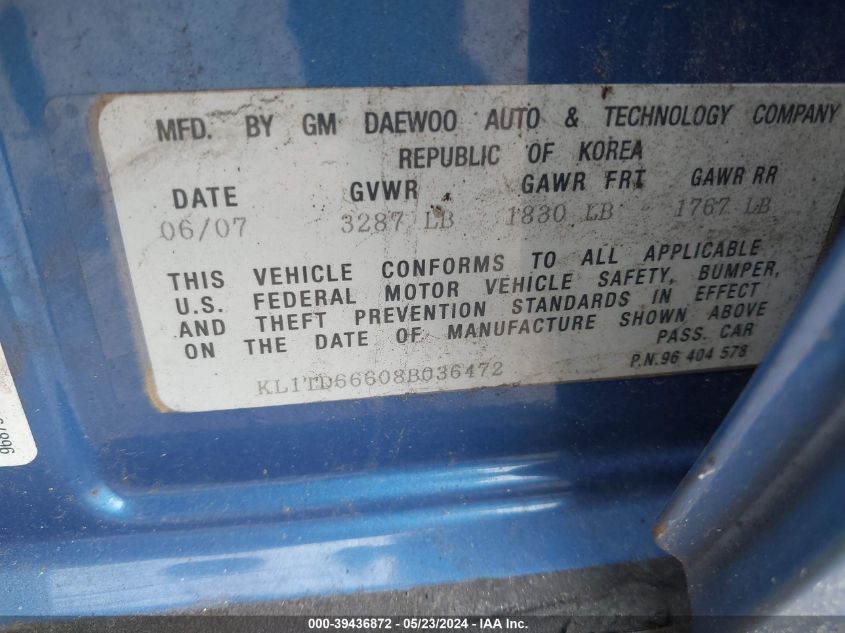 MFD. BY GM DAEWOO AUTO & TECHNOLOGY COMPANY
REPUBLIC OF KOREA
DATE GVWR GAWR FRT GAWR RR
06/07 3287 LB 1830 LB 1767 LB
THIS VEHICLE CONFORMS TO ALL APPLICABLE
U.S. FEDERAL MOTOR VEHICLE SAFETY, BUMPER,
AND THEFT PREVENTION STANDARDS IN EFFECT
ON THE DATE OF MANUFACTURE SHOWN ABOVE
PASS. CAR
KL1TD66608B036472 P.N.96 404 578
000-39436872 - 05/23/2024 - IAA Inc.